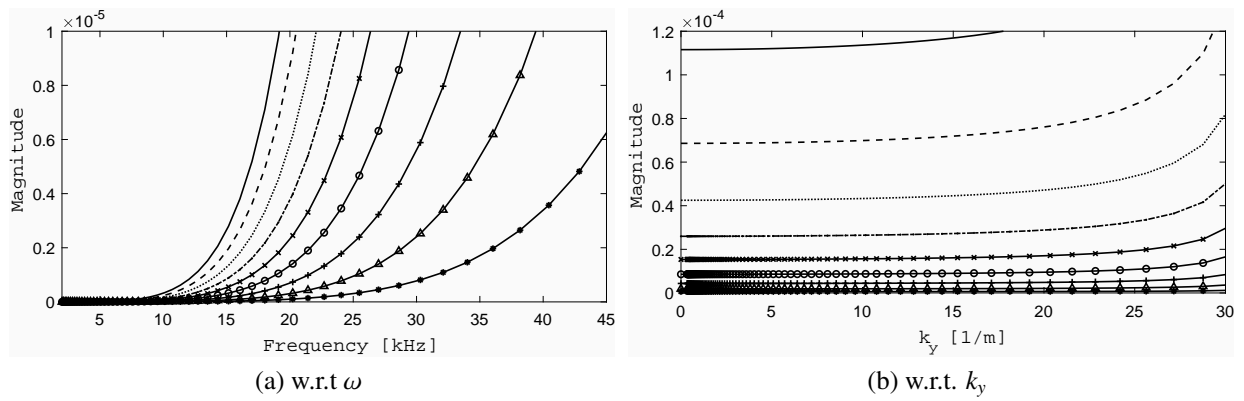 ×10⁻⁵
1
0.8
0.6
0.4
0.2
0
Magnitude
5 10 15 20 25 30 35 40 45
Frequency [kHz]
(a) w.r.t ω
×10⁻⁴
1.2
1
0.8
0.6
0.4
0.2
0
Magnitude
0 5 10 15 20 25 30
k_y [1/m]
(b) w.r.t. k_y